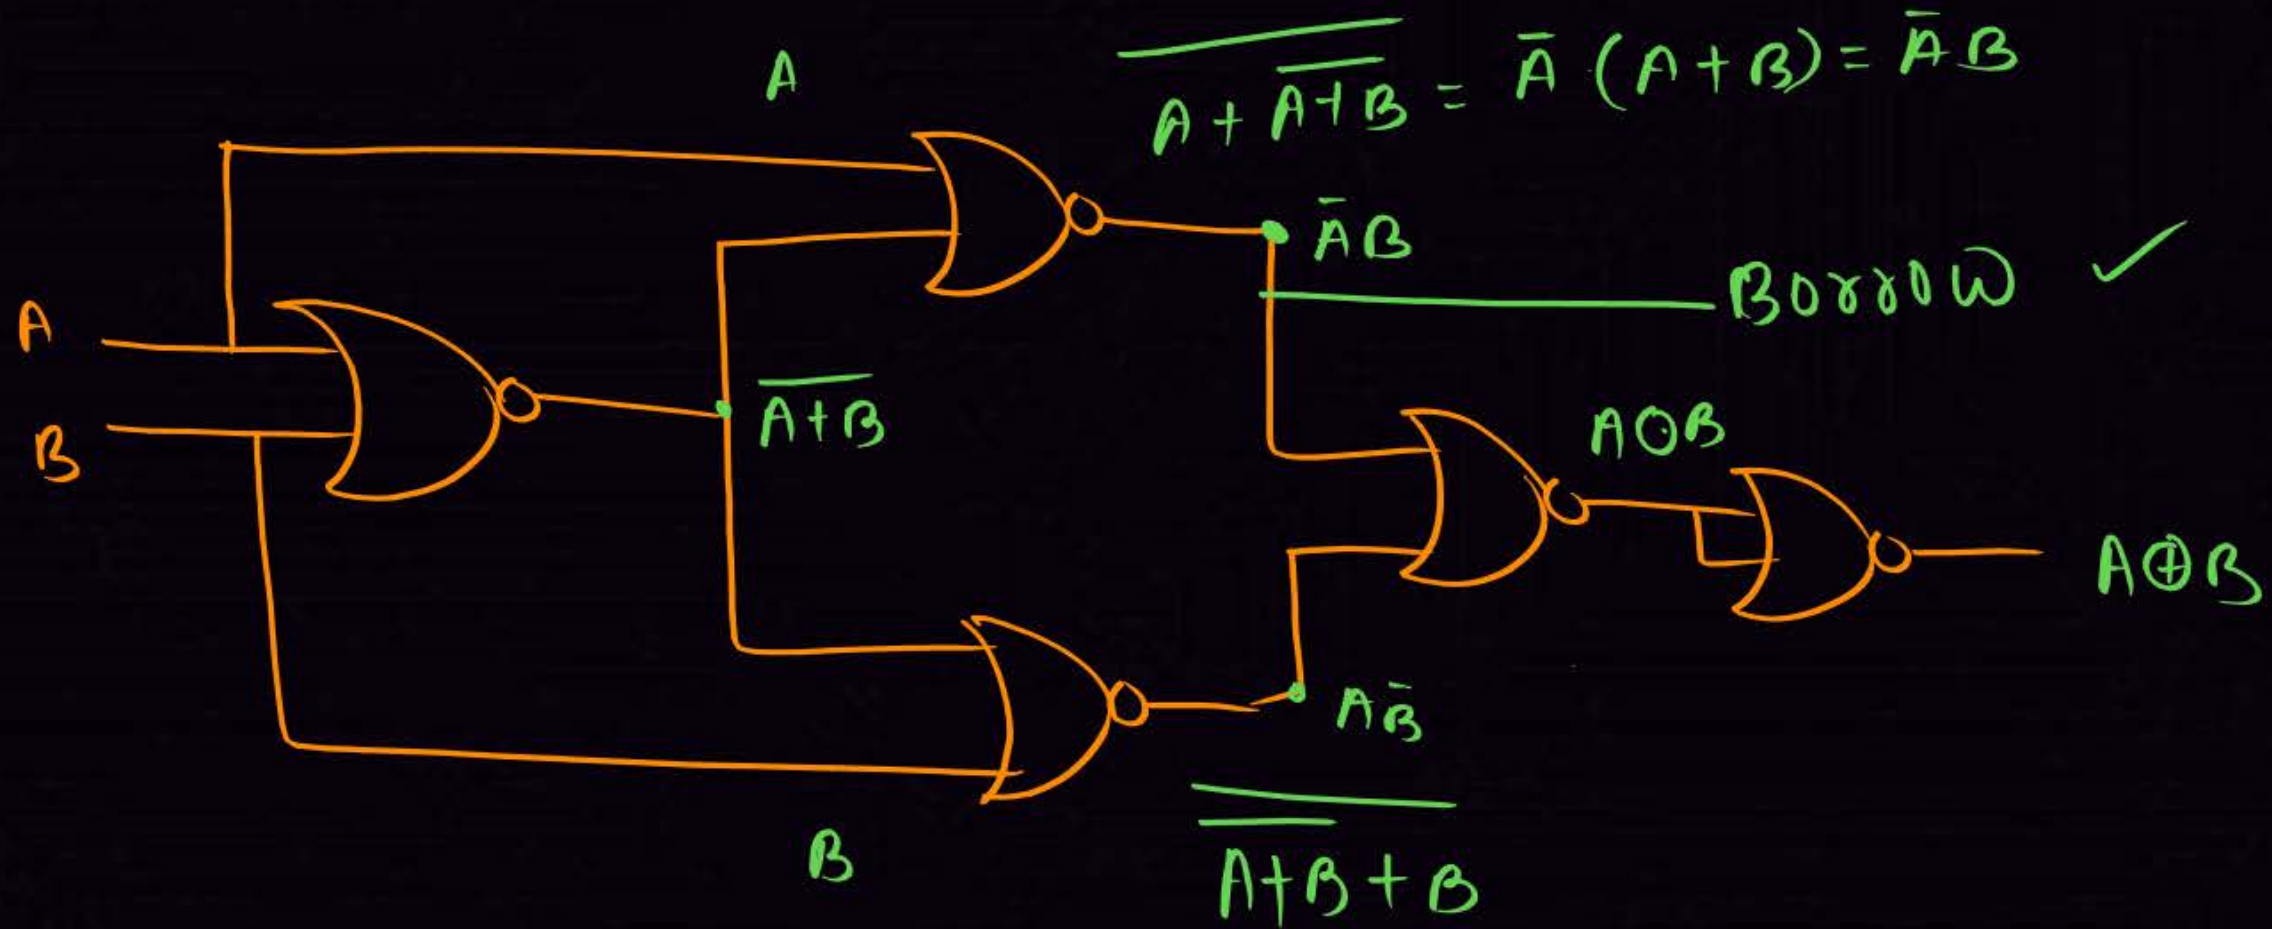 A
A + A+B‾‾ = Ā (A+B) = ĀB
ĀB
Borrow ✓
A
B
A̅+̅B̅
A⊙B
A⊕B
AB̄
B
A̅+̅B̅ + B